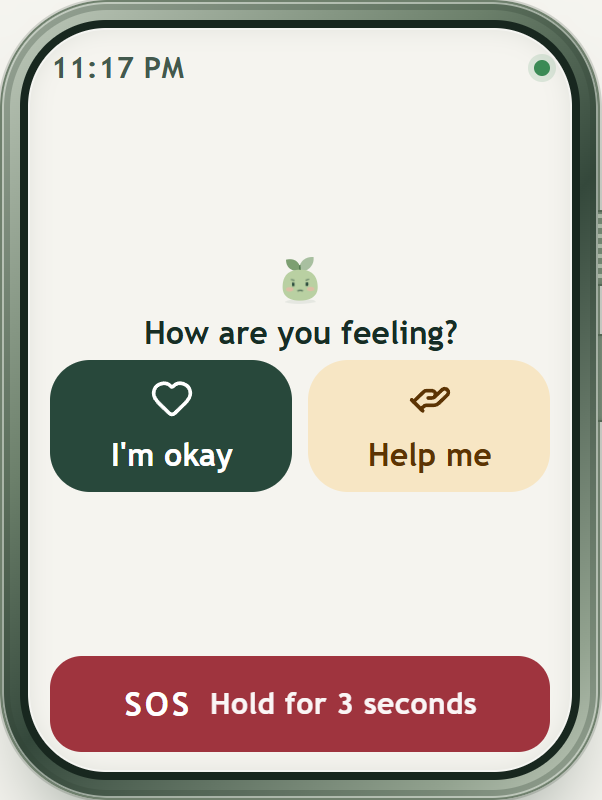 11:17 PM
How are you feeling?
I'm okay
Help me
SOS Hold for 3 seconds